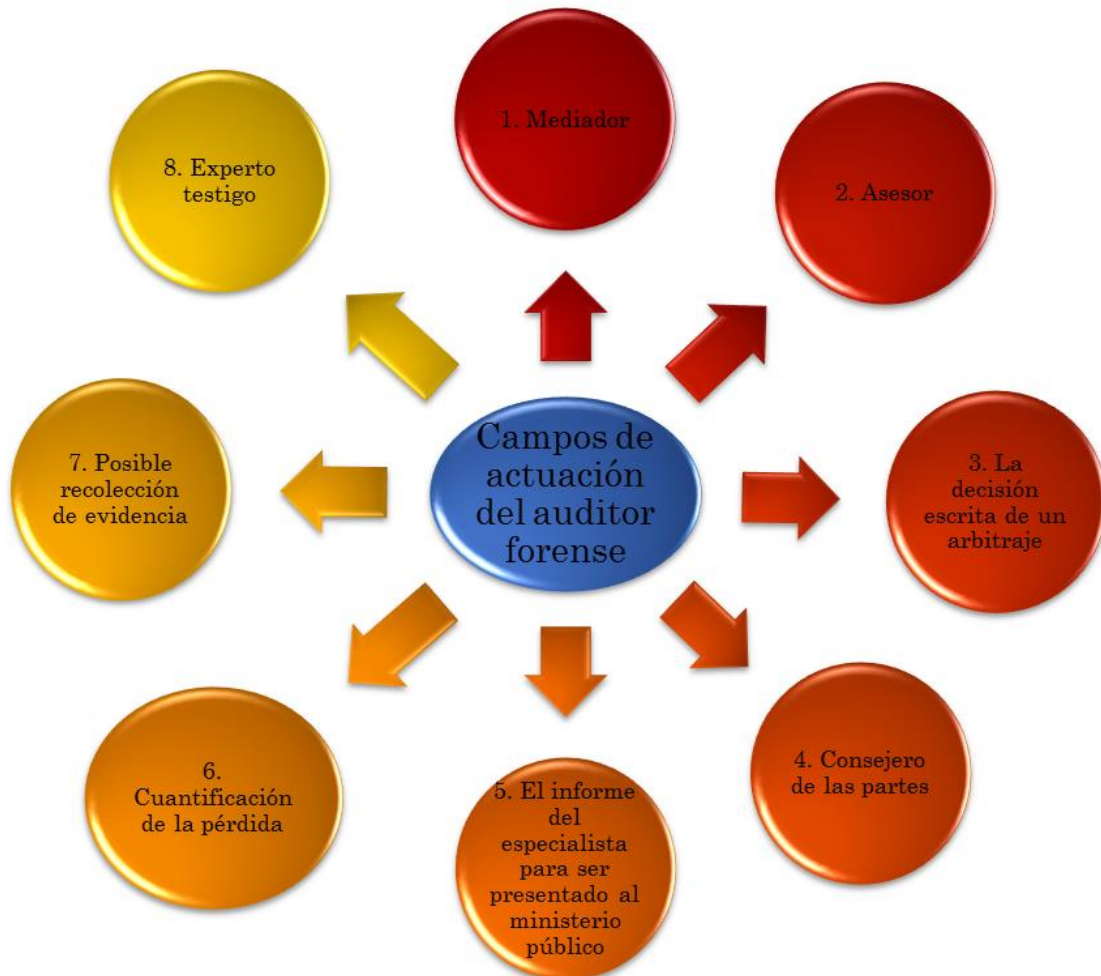 Campos de
actuación
del auditor
forense
1. Mediador
2. Asesor
3. La
decisión
escrita de un
arbitraje
4. Consejero
de las partes
5. El informe
del
especialista
para ser
presentado al
ministerio
público
6.
Cuantificación
de la pérdida
7. Posible
recolección
de evidencia
8. Experto
testigo